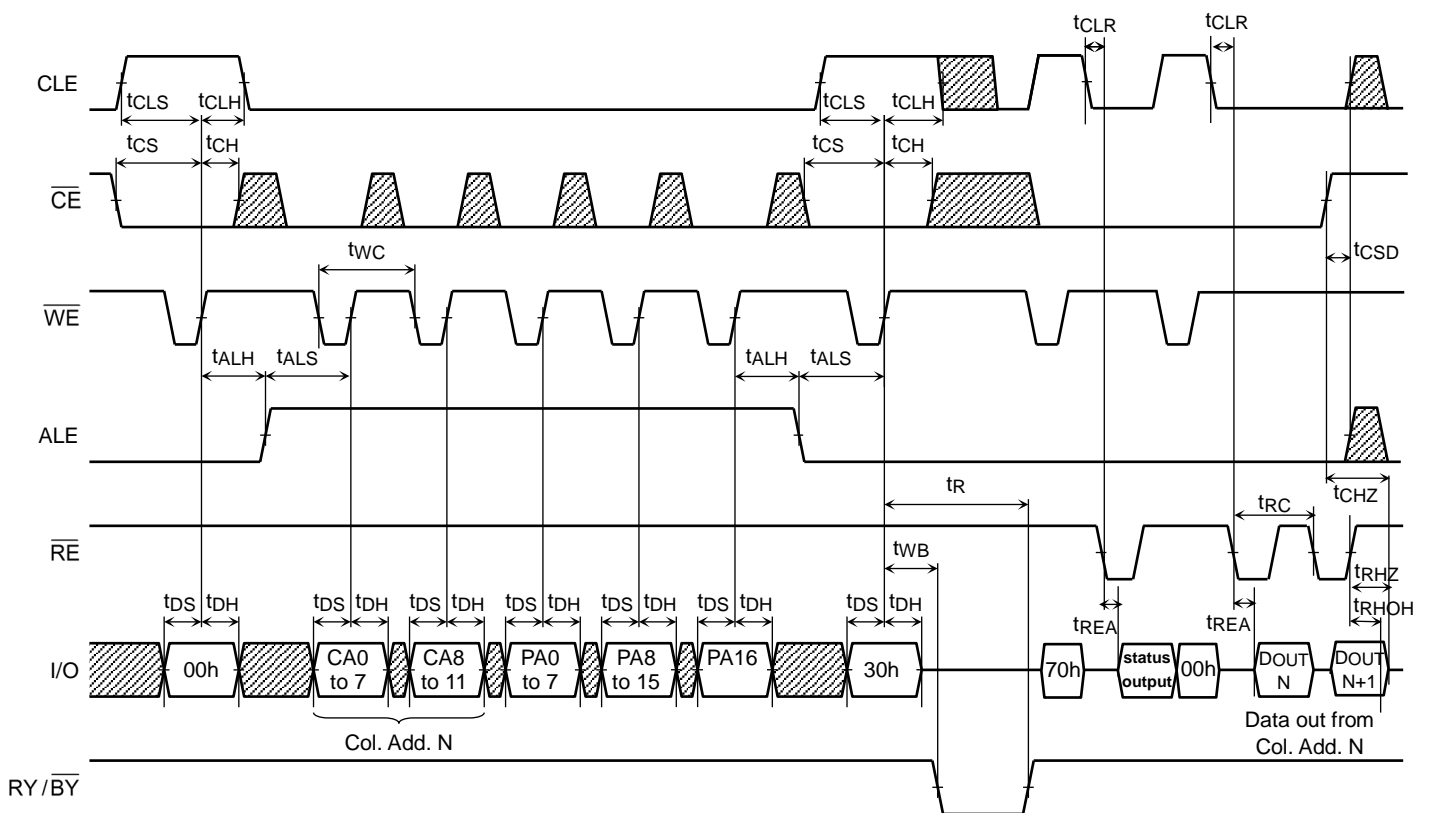 tCLR tCLR
CLE
tCLS tCLH tCLS tCLH
tCS tCH tCS tCH
CE
tWC tCSD
WE
tALH tALS tALH tALS
ALE
tR tCHZ
tRC
RE
tWB tRHZ
tDS tDH tDS tDH tDS tDH tDS tDH tDS tDH tDS tDH tDS tDH tRHOH
tREA tREA
I/O
00h
CA0
to 7
CA8
to 11
PA0
to 7
PA8
to 15
PA16
30h
70h
status
output
00h
DOUT
N
DOUT
N+1
Col. Add. N
Data out from
Col. Add. N
RY/BY